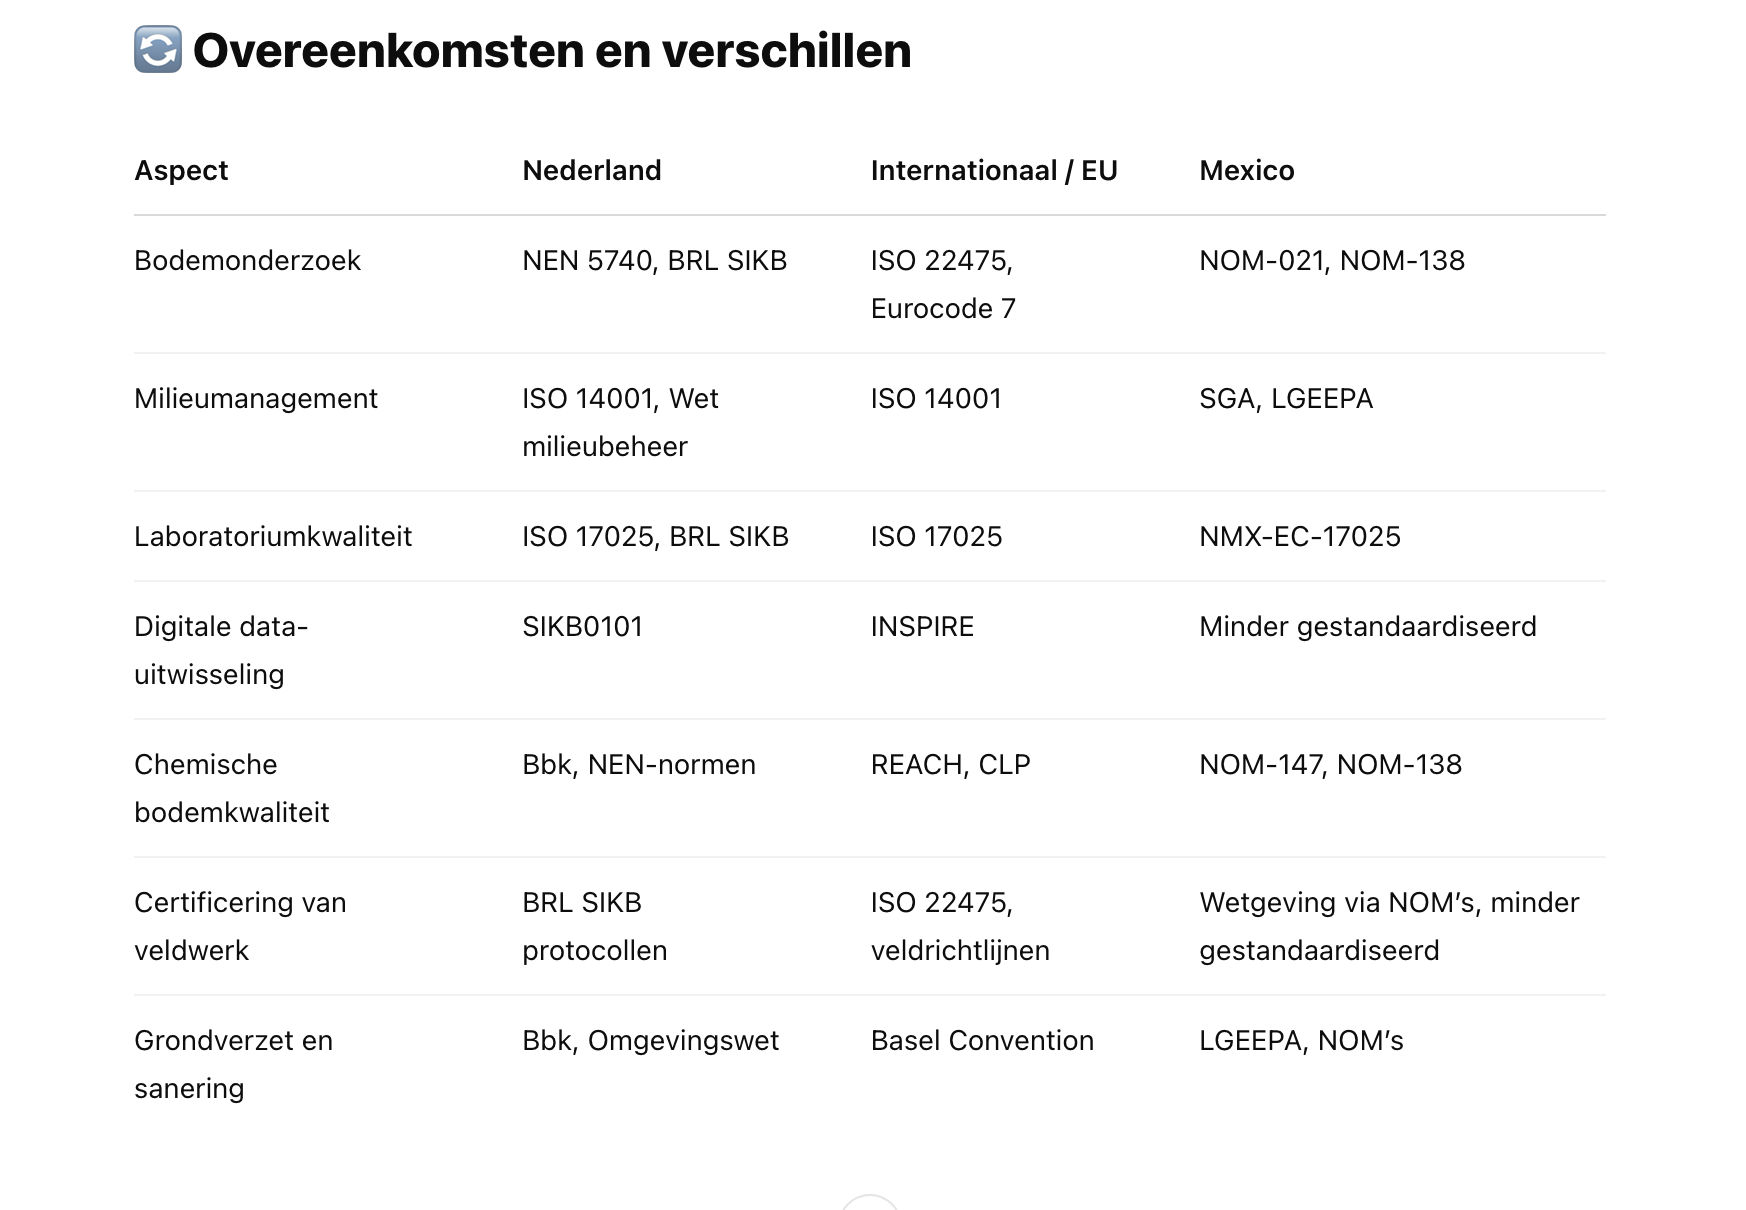 🔄 Overeenkomsten en verschillen
Aspect Nederland Internationaal / EU Mexico
Bodemonderzoek NEN 5740, BRL SIKB ISO 22475, NOM-021, NOM-138
Eurocode 7
Milieumanagement ISO 14001, Wet ISO 14001 SGA, LGEEPA
milieubeheer
Laboratoriumkwaliteit ISO 17025, BRL SIKB ISO 17025 NMX-EC-17025
Digitale data- SIKB0101 INSPIRE Minder gestandaardiseerd
uitwisseling
Chemische Bbk, NEN-normen REACH, CLP NOM-147, NOM-138
bodemkwaliteit
Certificering van BRL SIKB ISO 22475, Wetgeving via NOM’s, minder
veldwerk protocollen veldrichtlijnen gestandaardiseerd
Grondverzet en Bbk, Omgevingswet Basel Convention LGEEPA, NOM’s
sanering